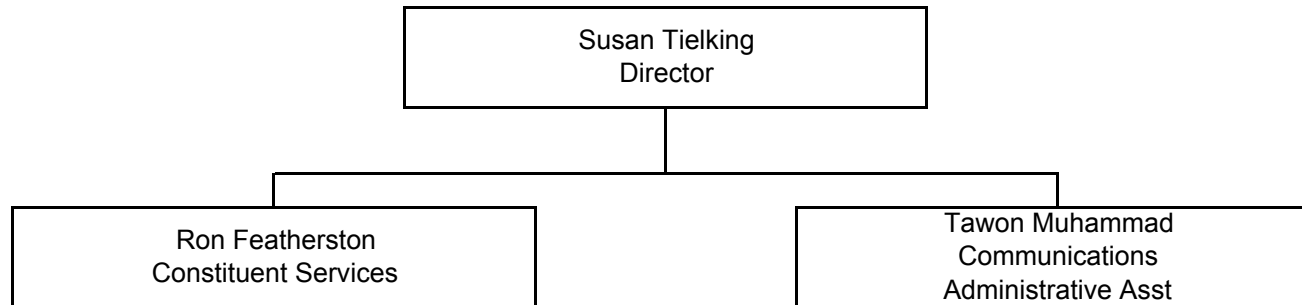 Susan Tielking
Director
Ron Featherston
Constituent Services
Tawon Muhammad
Communications
Administrative Asst